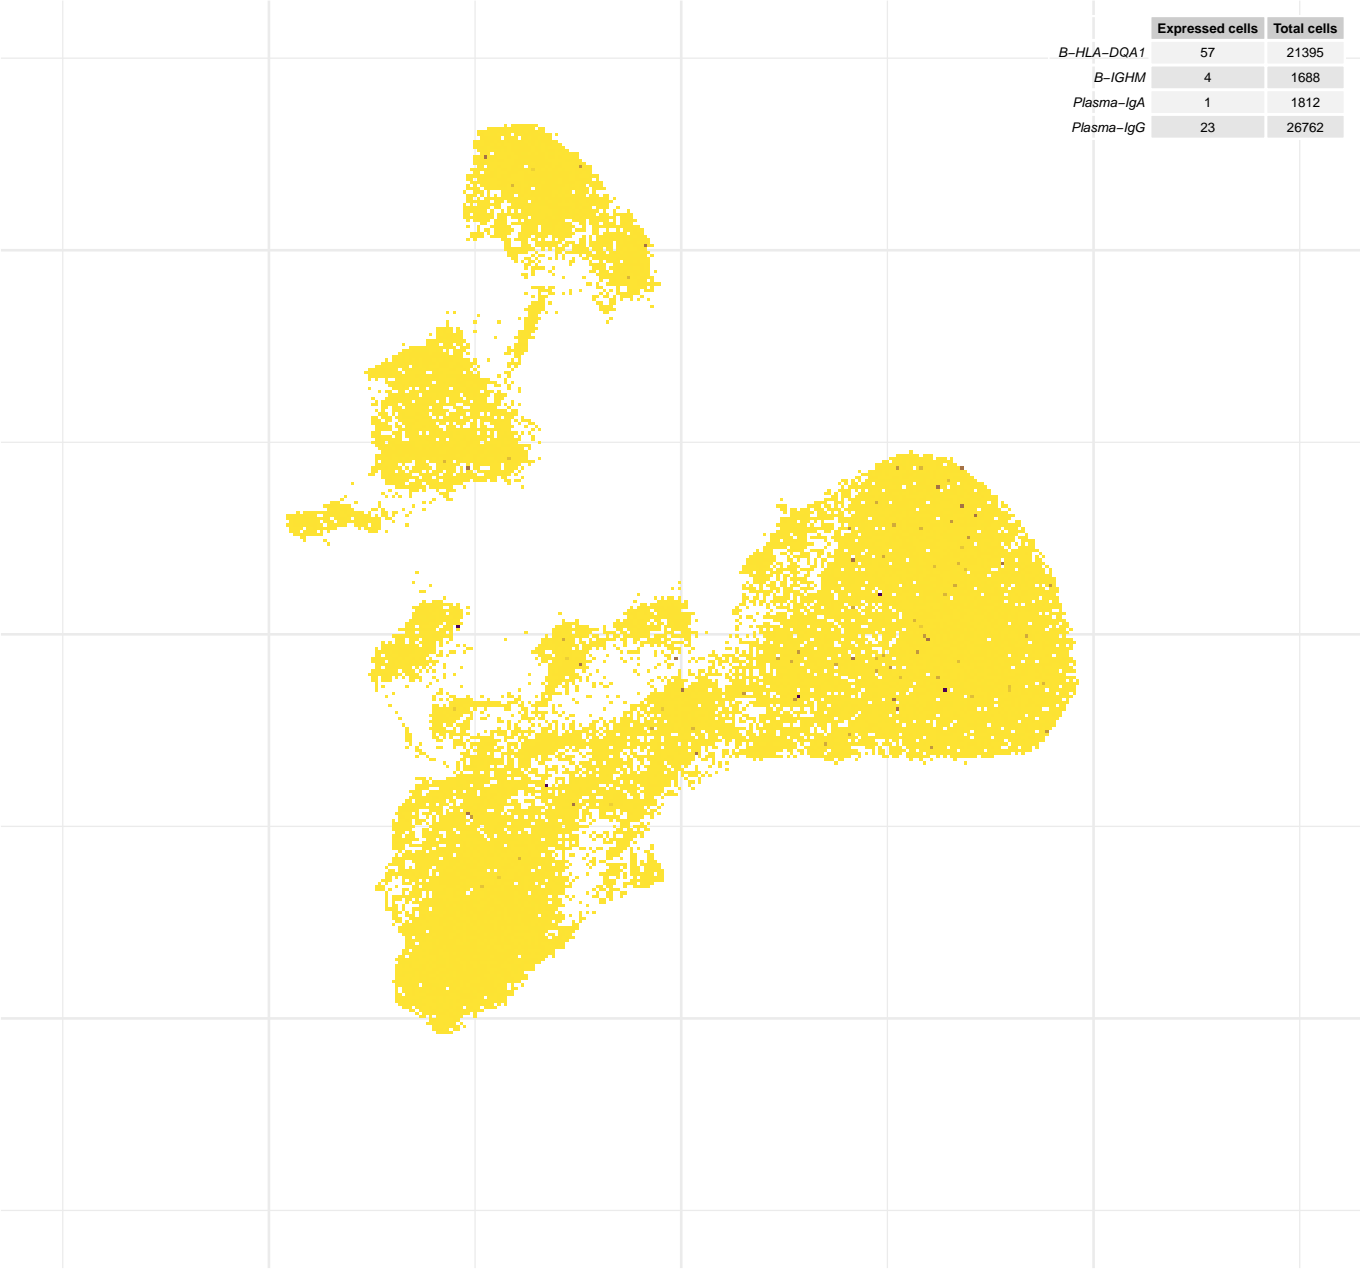 Expressed cells Total cells
B−HLA−DQA1 57 21395
B−IGHM 4 1688
Plasma−IgA 1 1812
Plasma−IgG 23 26762